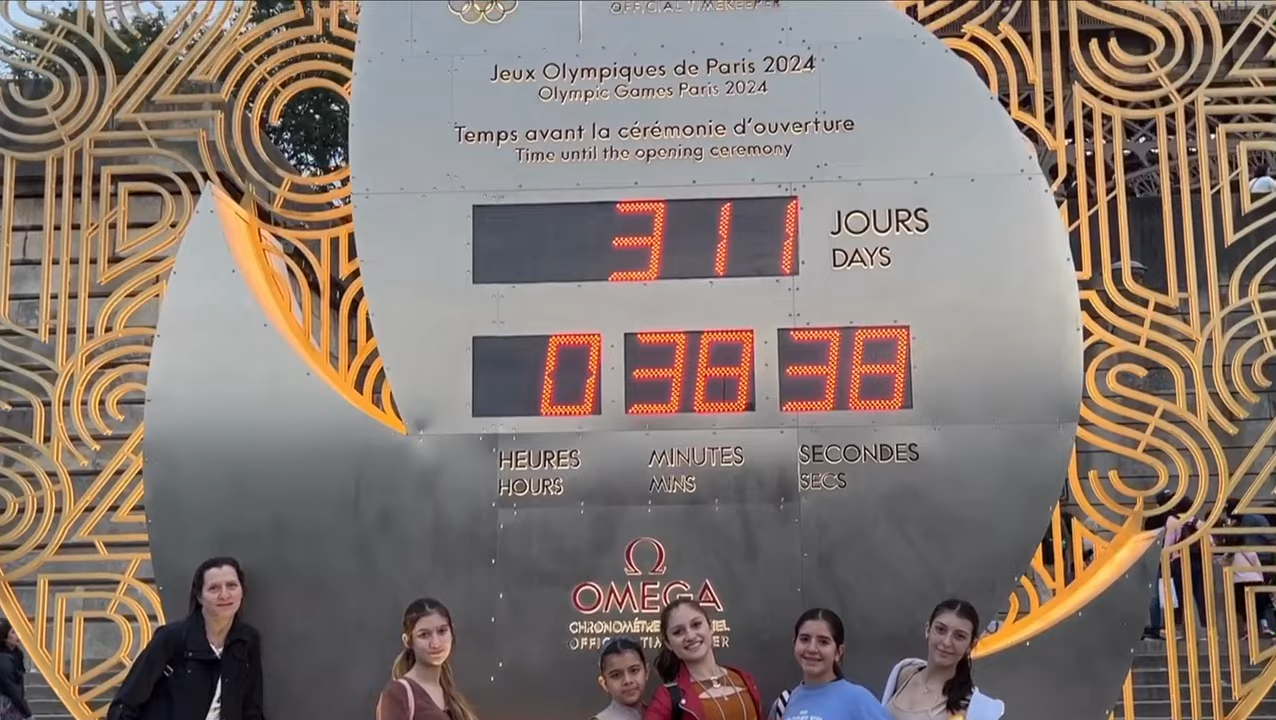 OFFICIAL TIMEKEEPER
Jeux Olympiques de Paris 2024
Olympic Games Paris 2024
Temps avant la cérémonie d'ouverture
Time until the opening ceremony
311 JOURS
DAYS
0 38 38
HEURES MINUTES SECONDES
HOURS MINS SECS
Ω
OMEGA
OFFICIAL